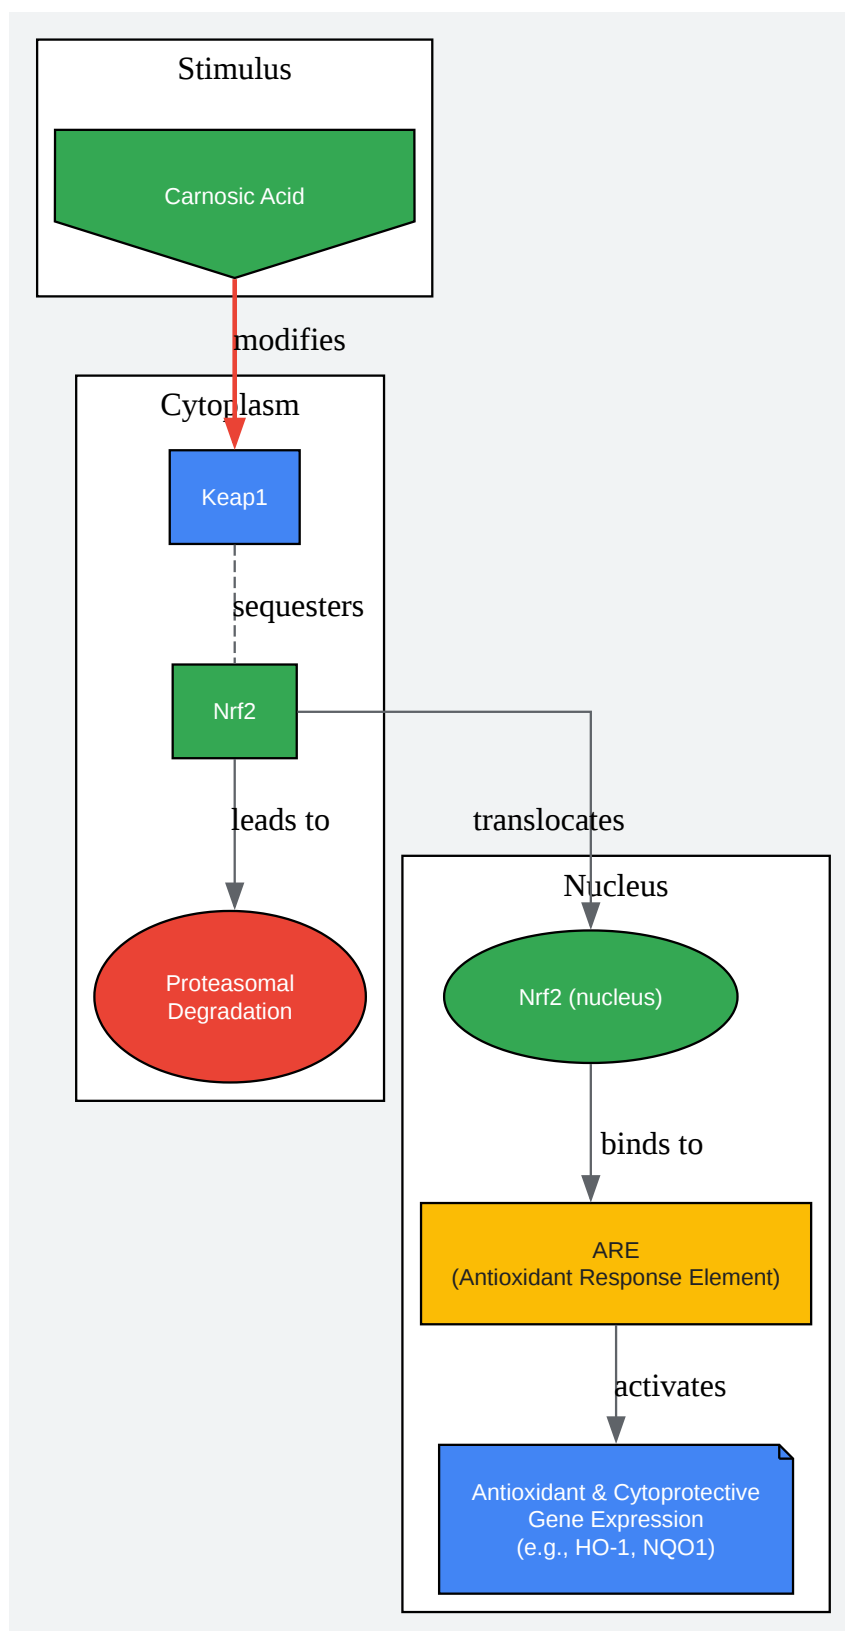 Stimulus
Carnosic Acid
modifies
Cytoplasm
Keap1
sequesters
Nrf2
leads to
translocates
Nucleus
Proteasomal
Degradation
Nrf2 (nucleus)
binds to
ARE
(Antioxidant Response Element)
activates
Antioxidant & Cytoprotective
Gene Expression
(e.g., HO-1, NQO1)